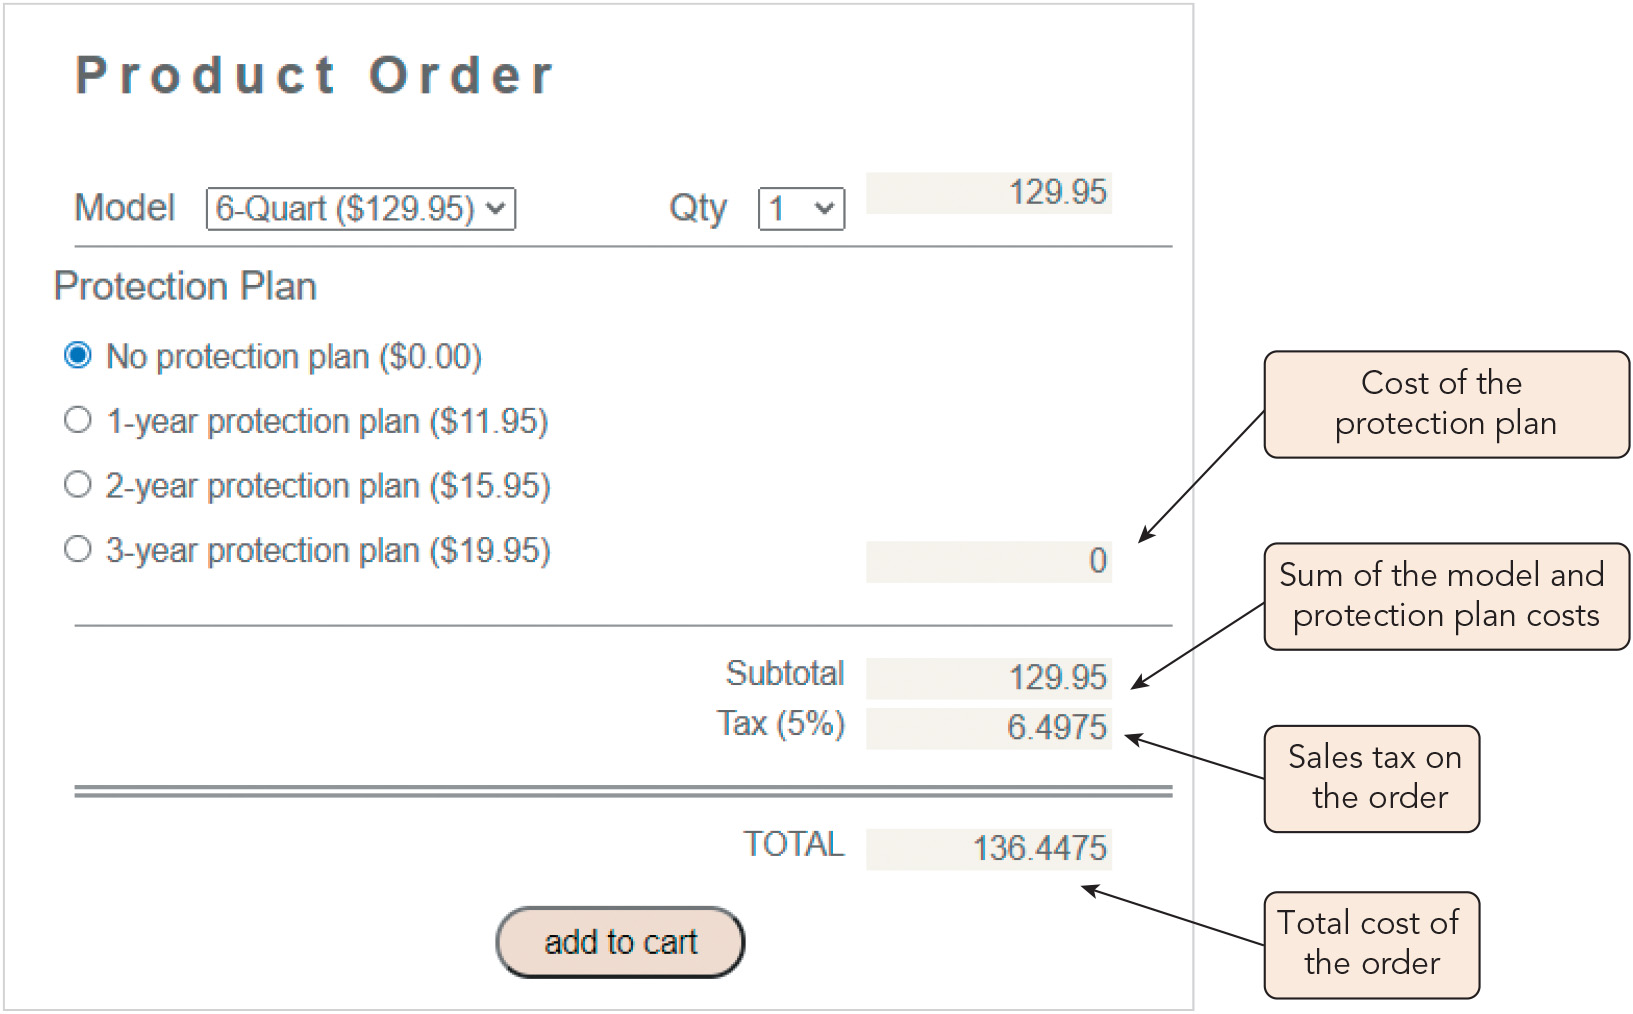 Product Order
Model 6-Quart ($129.95) Qty 1 129.95
Protection Plan
No protection plan ($0.00)
1-year protection plan ($11.95)
2-year protection plan ($15.95)
3-year protection plan ($19.95) 0
Cost of the
protection plan
Sum of the model and
protection plan costs
Subtotal 129.95
Tax (5%) 6.4975
Sales tax on
the order
TOTAL 136.4475
Total cost of
the order
add to cart